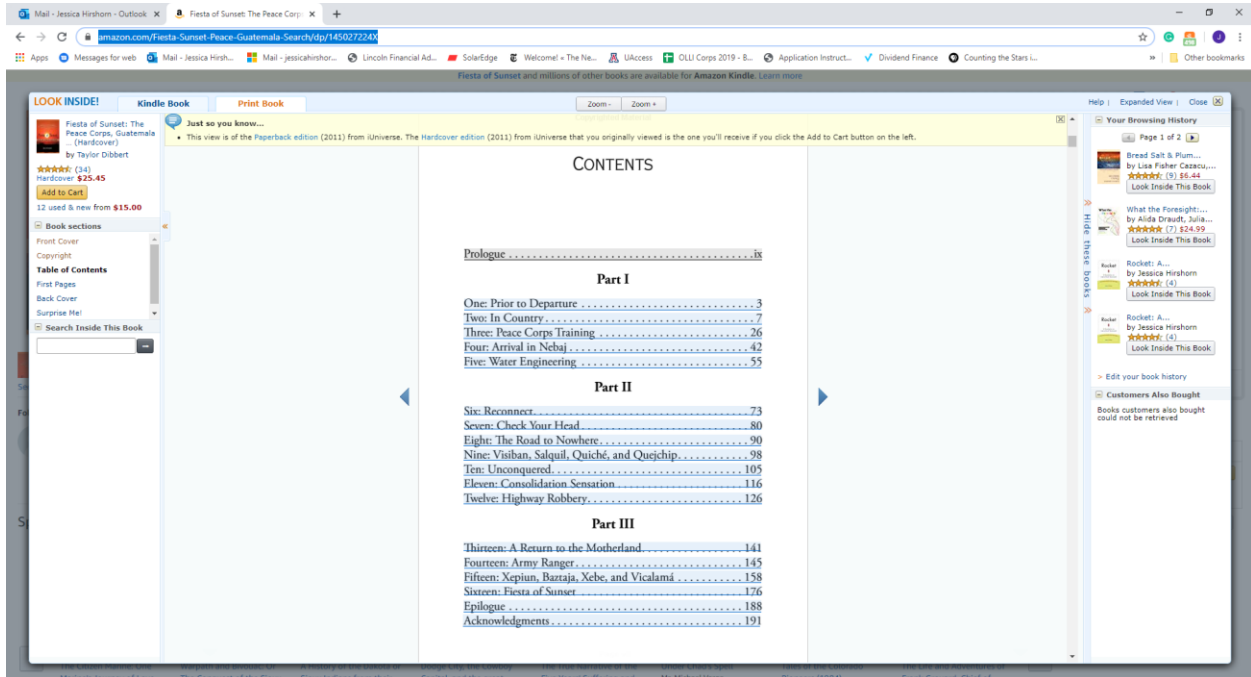 Mail - Jessica Hirshorn - Outlook
Fiesta of Sunset: The Peace Corp
amazon.com/Fiesta-Sunset-Peace-Guatemala-Search/dp/145027224X
Apps Messages for web Mail - Jessica Hirsh... Mail - jessicahirshor... Lincoln Financial Ad... SolarEdge Welcome! « The Ne... UAccess OLLI Corps 2019 - B... Application Instruct... Dividend Finance Counting the Stars i... » Other bookmarks
Fiesta of Sunset and millions of other books are available for Amazon Kindle. Learn more
LOOK INSIDE! Kindle Book Print Book Zoom - Zoom + Help | Expanded View | Close
Fiesta of Sunset: The
Peace Corps, Guatemala
... (Hardcover)
by Taylor Dibbert
(34)
Hardcover $25.45
Add to Cart
12 used & new from $15.00
Book sections
Front Cover
Copyright
Table of Contents
First Pages
Back Cover
Surprise Me!
Search Inside This Book
Just so you know...
• This view is of the Paperback edition (2011) from iUniverse. The Hardcover edition (2011) from iUniverse that you originally viewed is the one you'll receive if you click the Add to Cart button on the left.
CONTENTS
Prologue . . . . . . . . . . ix
Part I
One: Prior to Departure . . . . . . . . . . 3
Two: In Country . . . . . . . . . . 7
Three: Peace Corps Training . . . . . . . . . . 26
Four: Arrival in Nebaj . . . . . . . . . . 42
Five: Water Engineering . . . . . . . . . . 55
Part II
Six: Reconnect. . . . . . . . . . 73
Seven: Check Your Head . . . . . . . . . . 80
Eight: The Road to Nowhere . . . . . . . . . . 90
Nine: Visiban, Salquil, Quiché, and Quejchip. . . . . . . . . . 98
Ten: Unconquered. . . . . . . . . . 105
Eleven: Consolidation Sensation . . . . . . . . . . 116
Twelve: Highway Robbery. . . . . . . . . . 126
Part III
Thirteen: A Return to the Motherland. . . . . . . . . . 141
Fourteen: Army Ranger. . . . . . . . . . 145
Fifteen: Xepiun, Baztaja, Xebe, and Vicalamá . . . . . . . . . . 158
Sixteen: Fiesta of Sunset . . . . . . . . . . 176
Epilogue . . . . . . . . . . 188
Acknowledgments . . . . . . . . . . 191
Hide these books
Your Browsing History
Page 1 of 2
Bread Salt & Plum...
by Lisa Fisher Cazacu,...
(9) $6.44
Look Inside This Book
What the Foresight:...
by Alida Draudt, Julia...
(7) $24.99
Look Inside This Book
Rocket: A...
by Jessica Hirshorn
(4)
Look Inside This Book
Rocket: A...
by Jessica Hirshorn
(4)
Look Inside This Book
> Edit your book history
Customers Also Bought
Books customers also bought
could not be retrieved